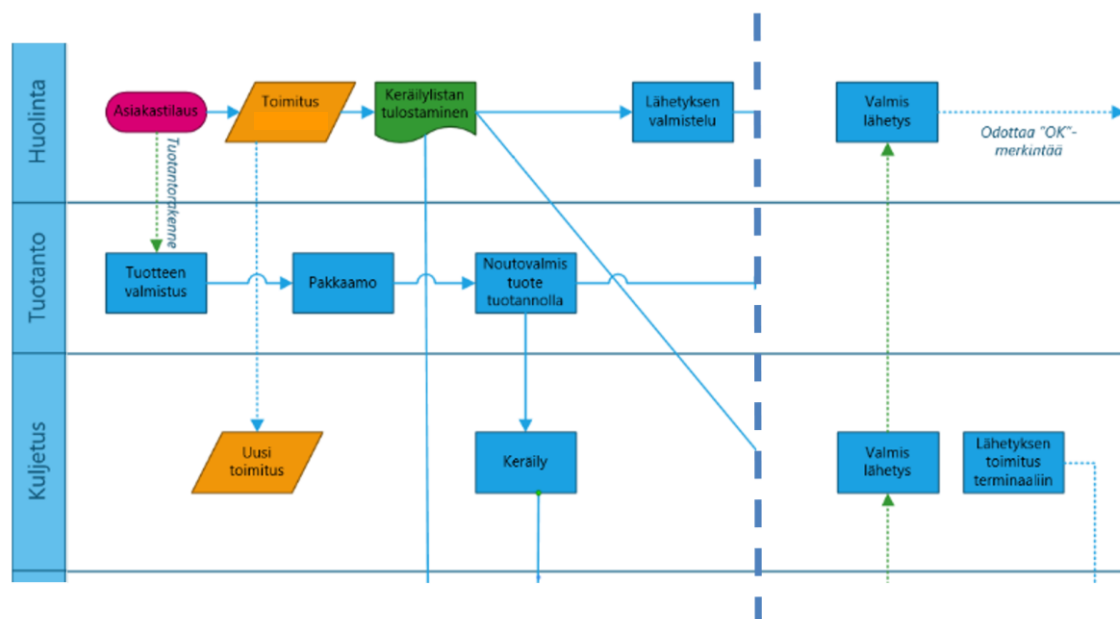 Huolinta
Asiakastilaus
Toimitus
Keräilylistan
tulostaminen
Lähetyksen
valmistelu
Valmis
lähetys
Odottaa "OK"-
merkintää
Tuotantorakenne
Tuotanto
Tuotteen
valmistus
Pakkaamo
Noutovalmis
tuote
tuotannolla
Kuljetus
Uusi
toimitus
Keräily
Valmis
lähetys
Lähetyksen
toimitus
terminaaliin